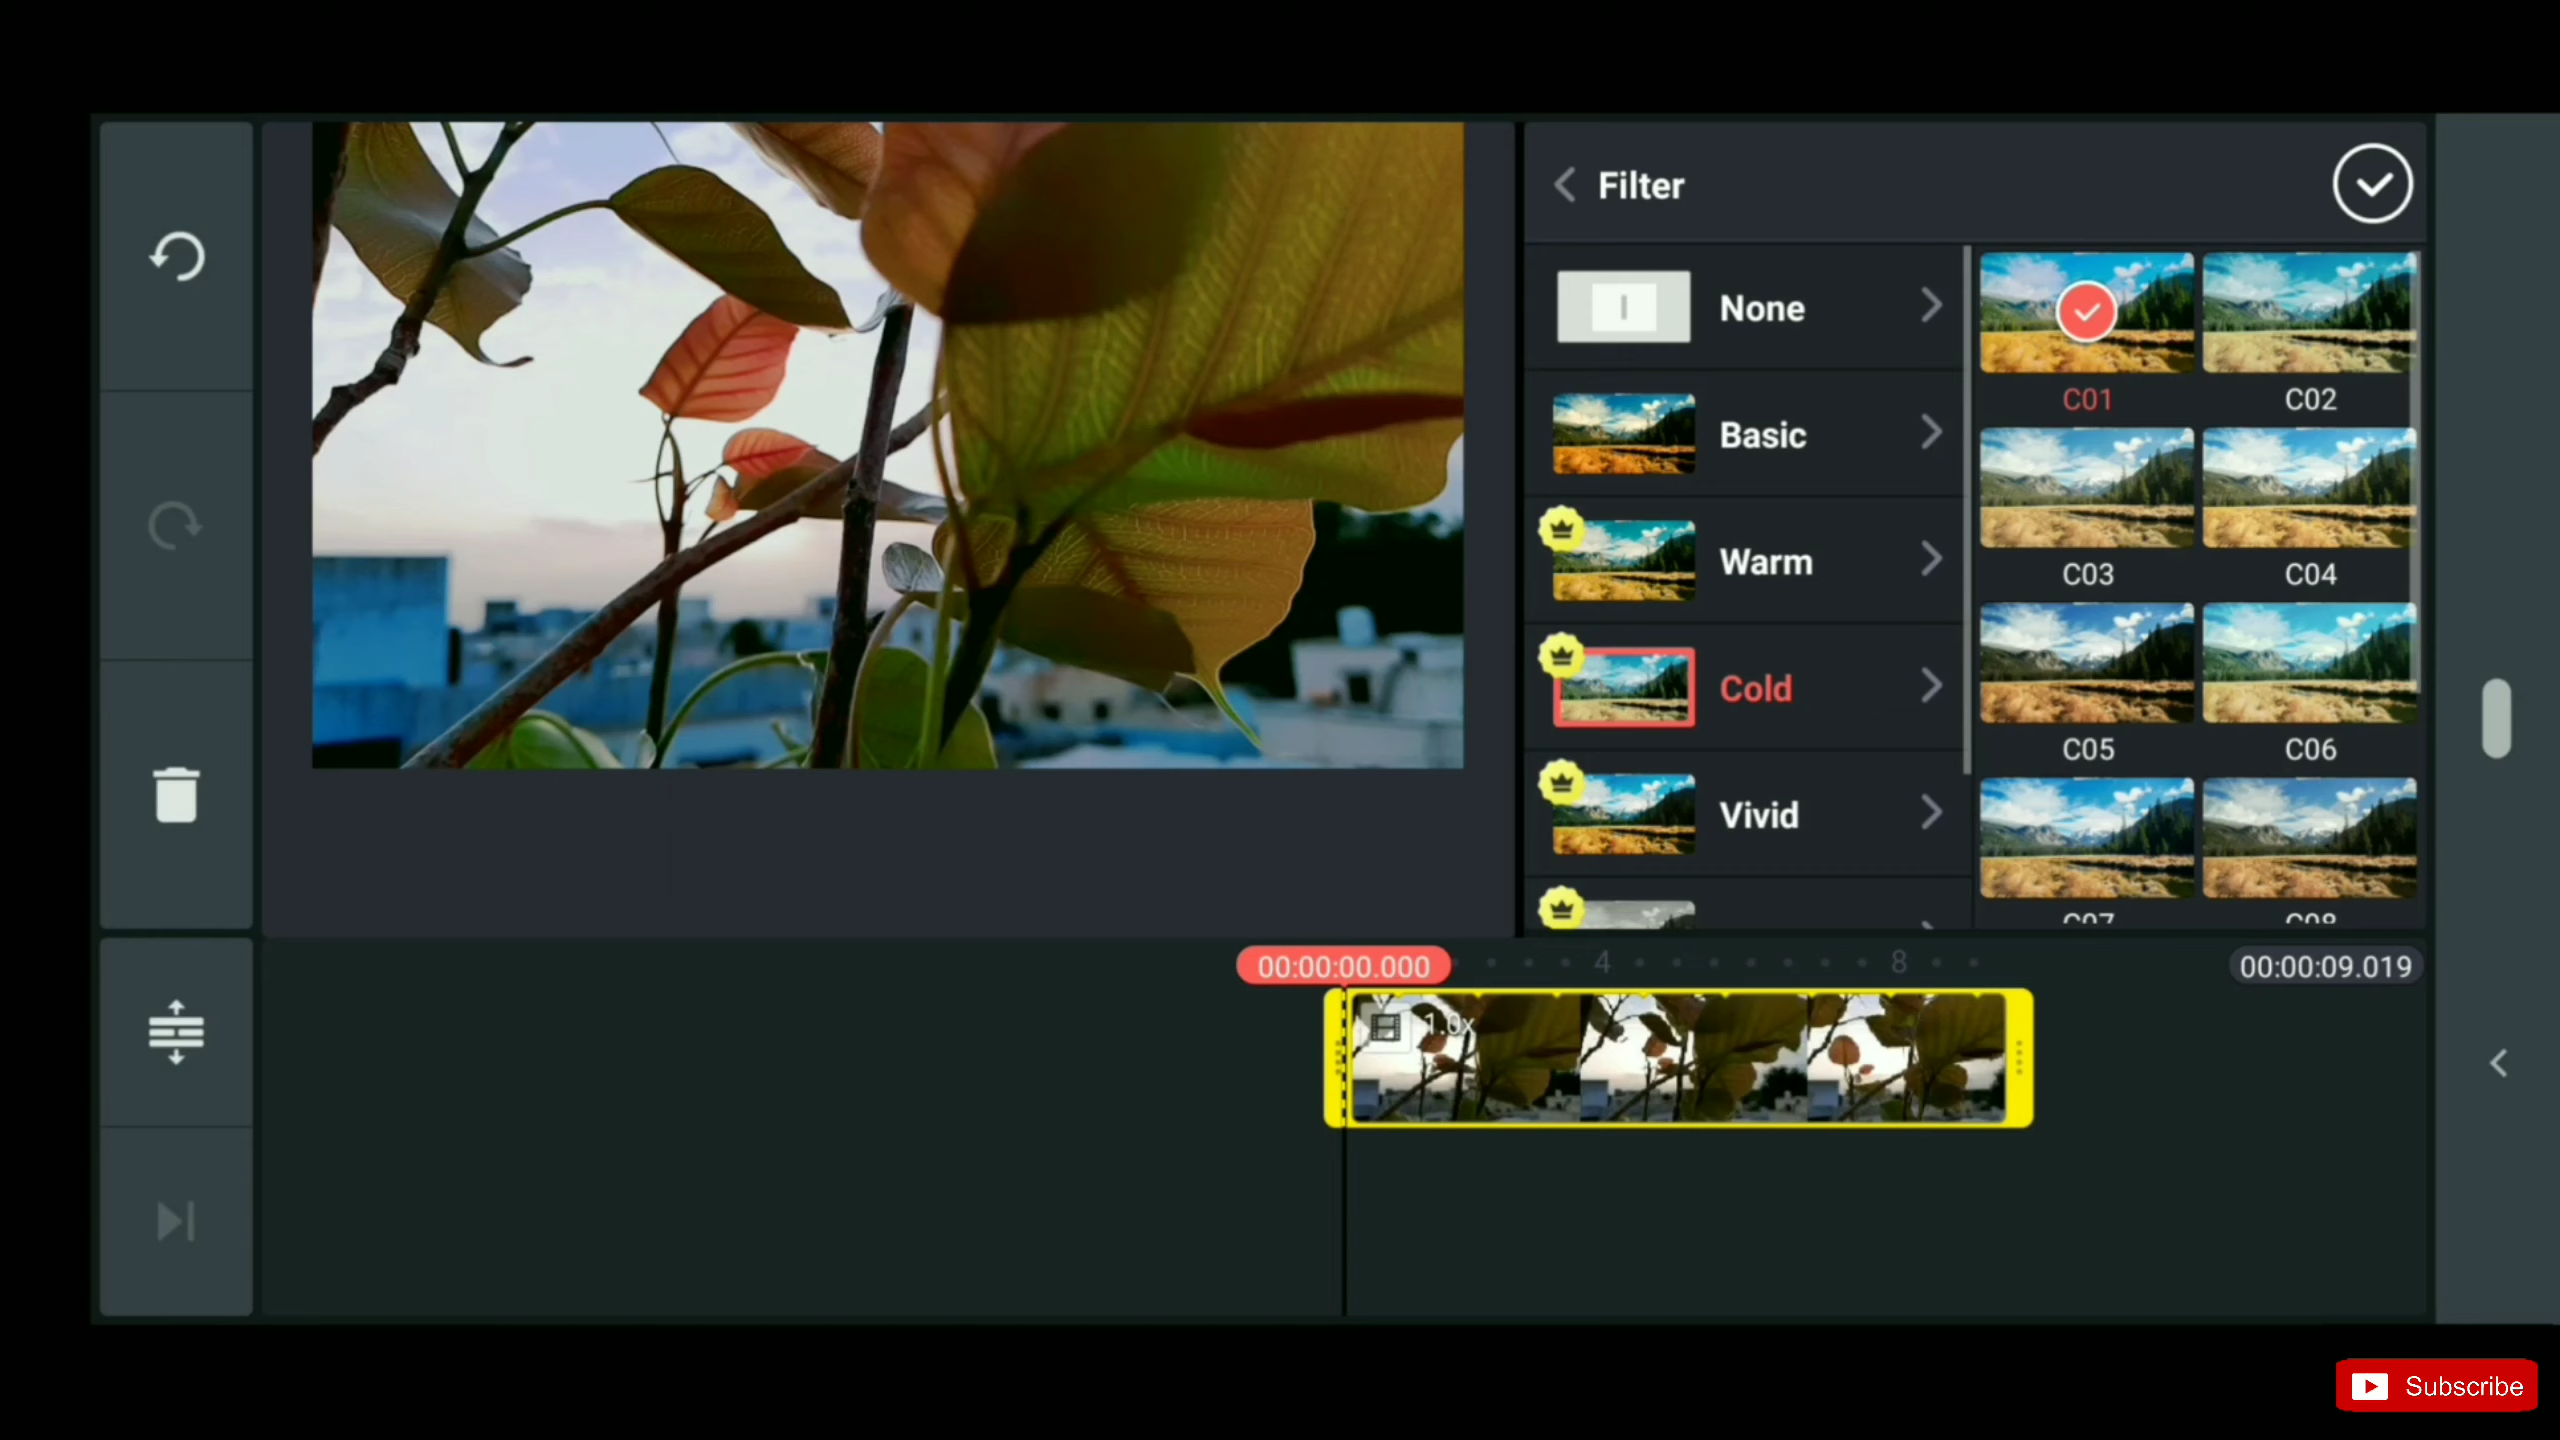 Filter
None
Basic
Warm
Cold
Vivid
C01
C02
C03
C04
C05
C06
C07
C08
00:00:00.000
4
8
00:00:09.019
1.0x
Subscribe